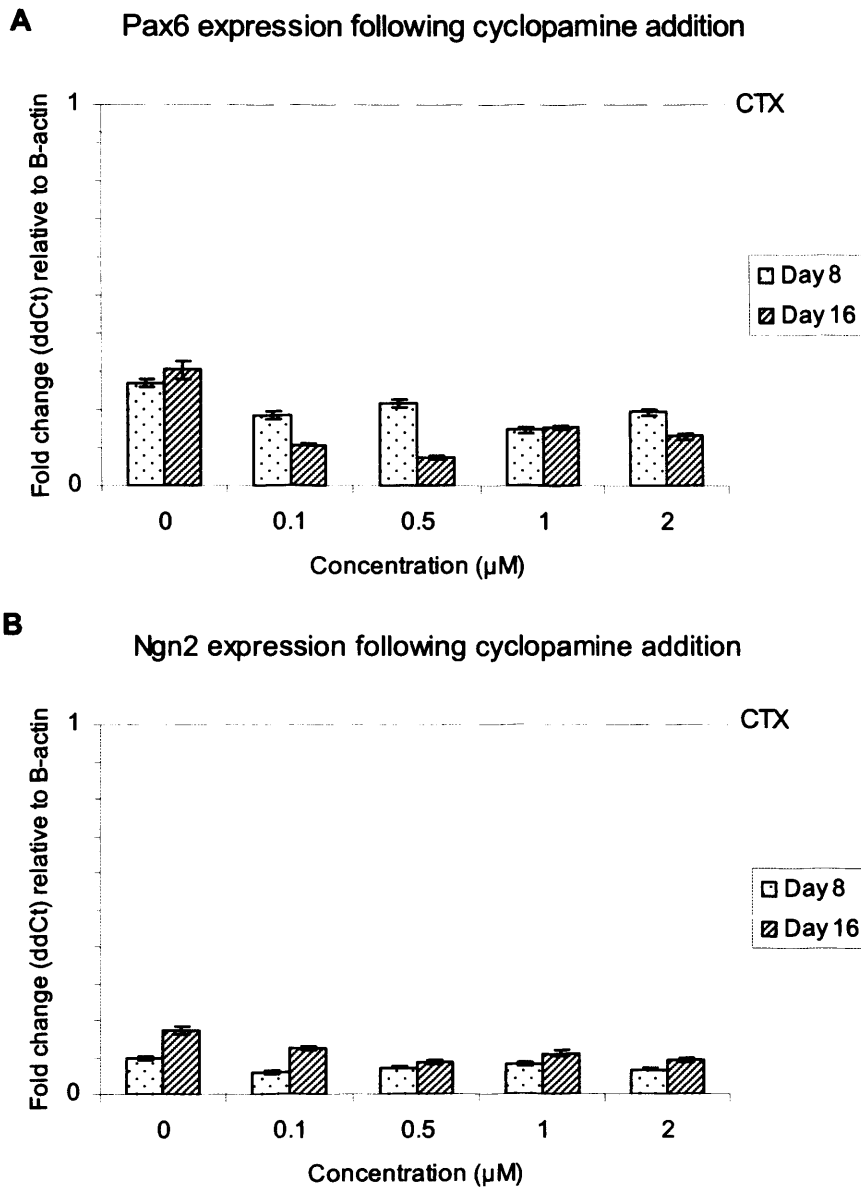 A
Pax6 expression following cyclopamine addition
Fold change (ddCt) relative to B-actin
1
0
CTX
Day 8
Day 16
0 0.1 0.5 1 2
Concentration (µM)
B
Ngn2 expression following cyclopamine addition
Fold change (ddCt) relative to B-actin
1
0
CTX
Day 8
Day 16
0 0.1 0.5 1 2
Concentration (µM)